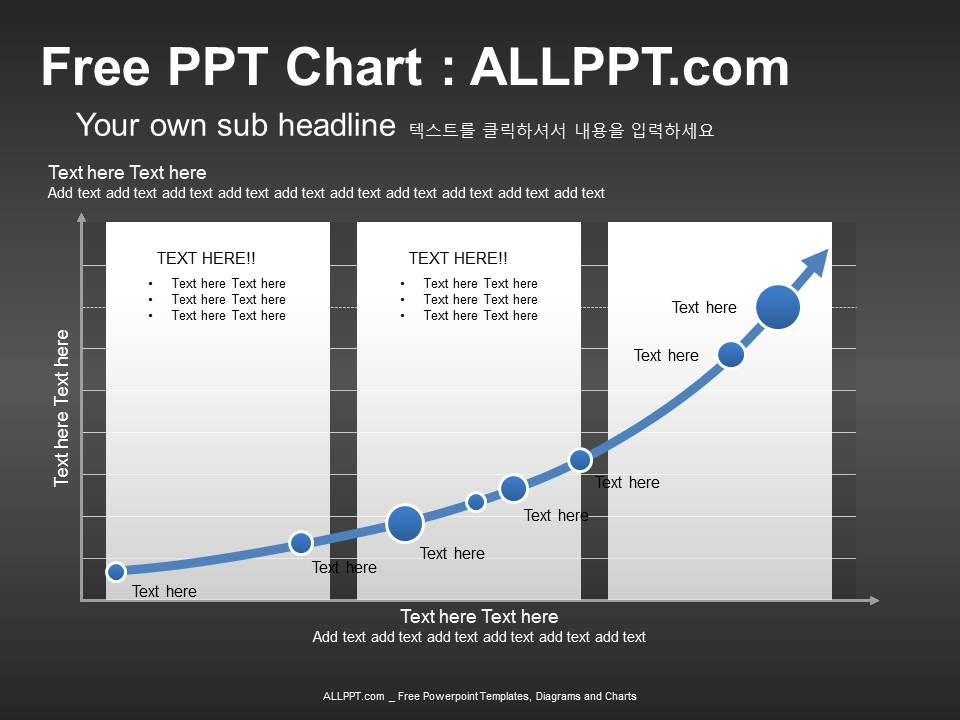 Free PPT Chart : ALLPPT.com
Your own sub headline 텍스트를 클릭하셔서 내용을 입력하세요
Text here Text here
Add text add text add text add text add text add text add text add text add text add text
TEXT HERE!!
• Text here Text here
• Text here Text here
• Text here Text here
TEXT HERE!!
• Text here Text here
• Text here Text here
• Text here Text here
Text here
Text here
Text here
Text here
Text here
Text here
Text here
Text here Text here
Text here Text here
Add text add text add text add text add text add text
ALLPPT.com _ Free Powerpoint Templates, Diagrams and Charts